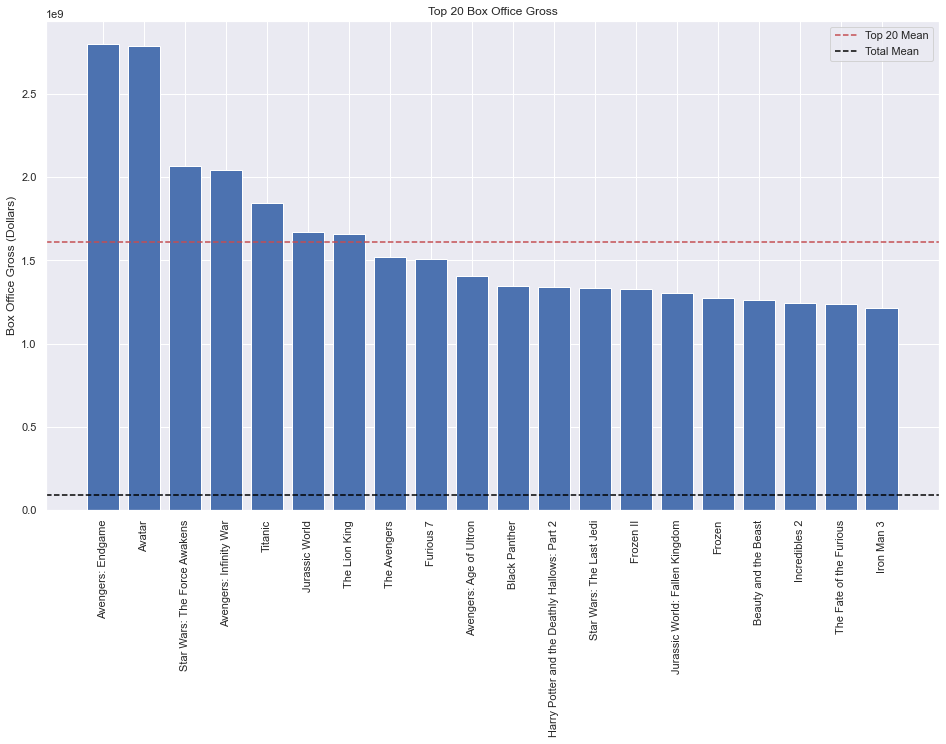 Top 20 Box Office Gross
1e9
Top 20 Mean
Total Mean
2.5
2.0
1.5
1.0
0.5
0.0
Box Office Gross (Dollars)
Avengers: Endgame
Avatar
Star Wars: The Force Awakens
Avengers: Infinity War
Titanic
Jurassic World
The Lion King
The Avengers
Furious 7
Avengers: Age of Ultron
Black Panther
Harry Potter and the Deathly Hallows: Part 2
Star Wars: The Last Jedi
Frozen II
Jurassic World: Fallen Kingdom
Frozen
Beauty and the Beast
Incredibles 2
The Fate of the Furious
Iron Man 3